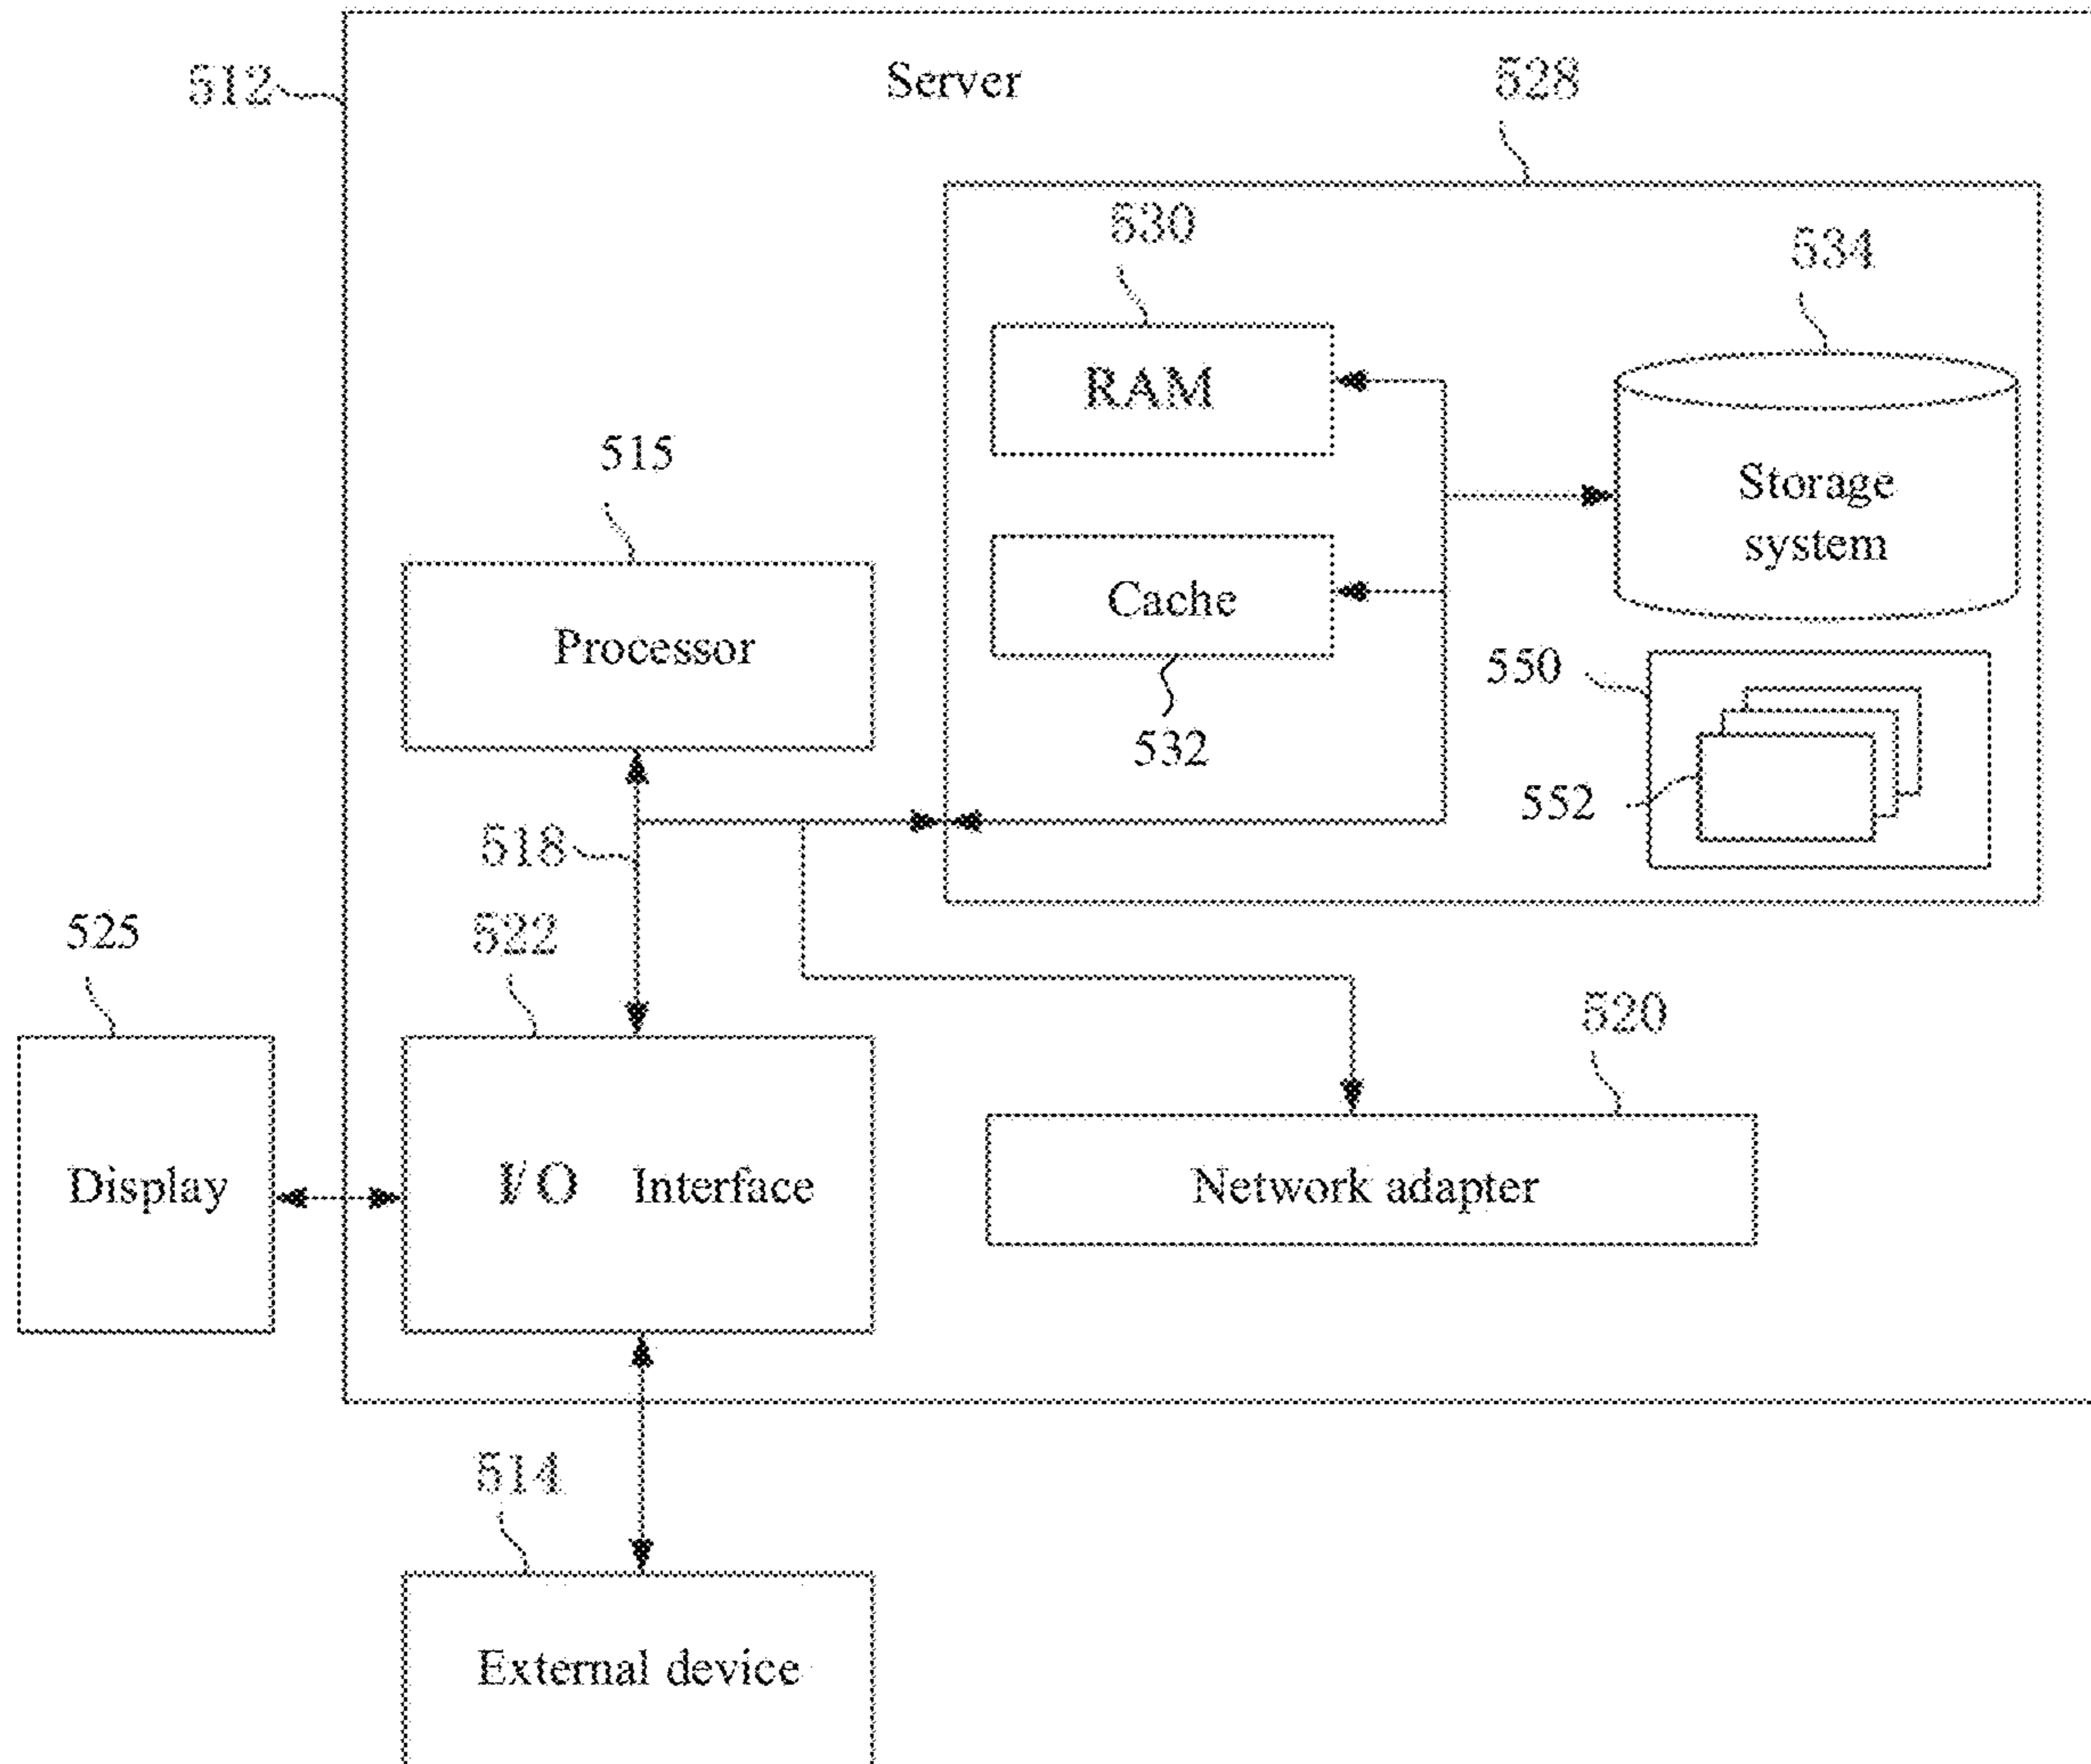 512
Server
528
530
534
RAM
515
Storage
system
Cache
Processor
550
532
552
518
525
522
520
Display
I/O Interface
Network adapter
514
External device